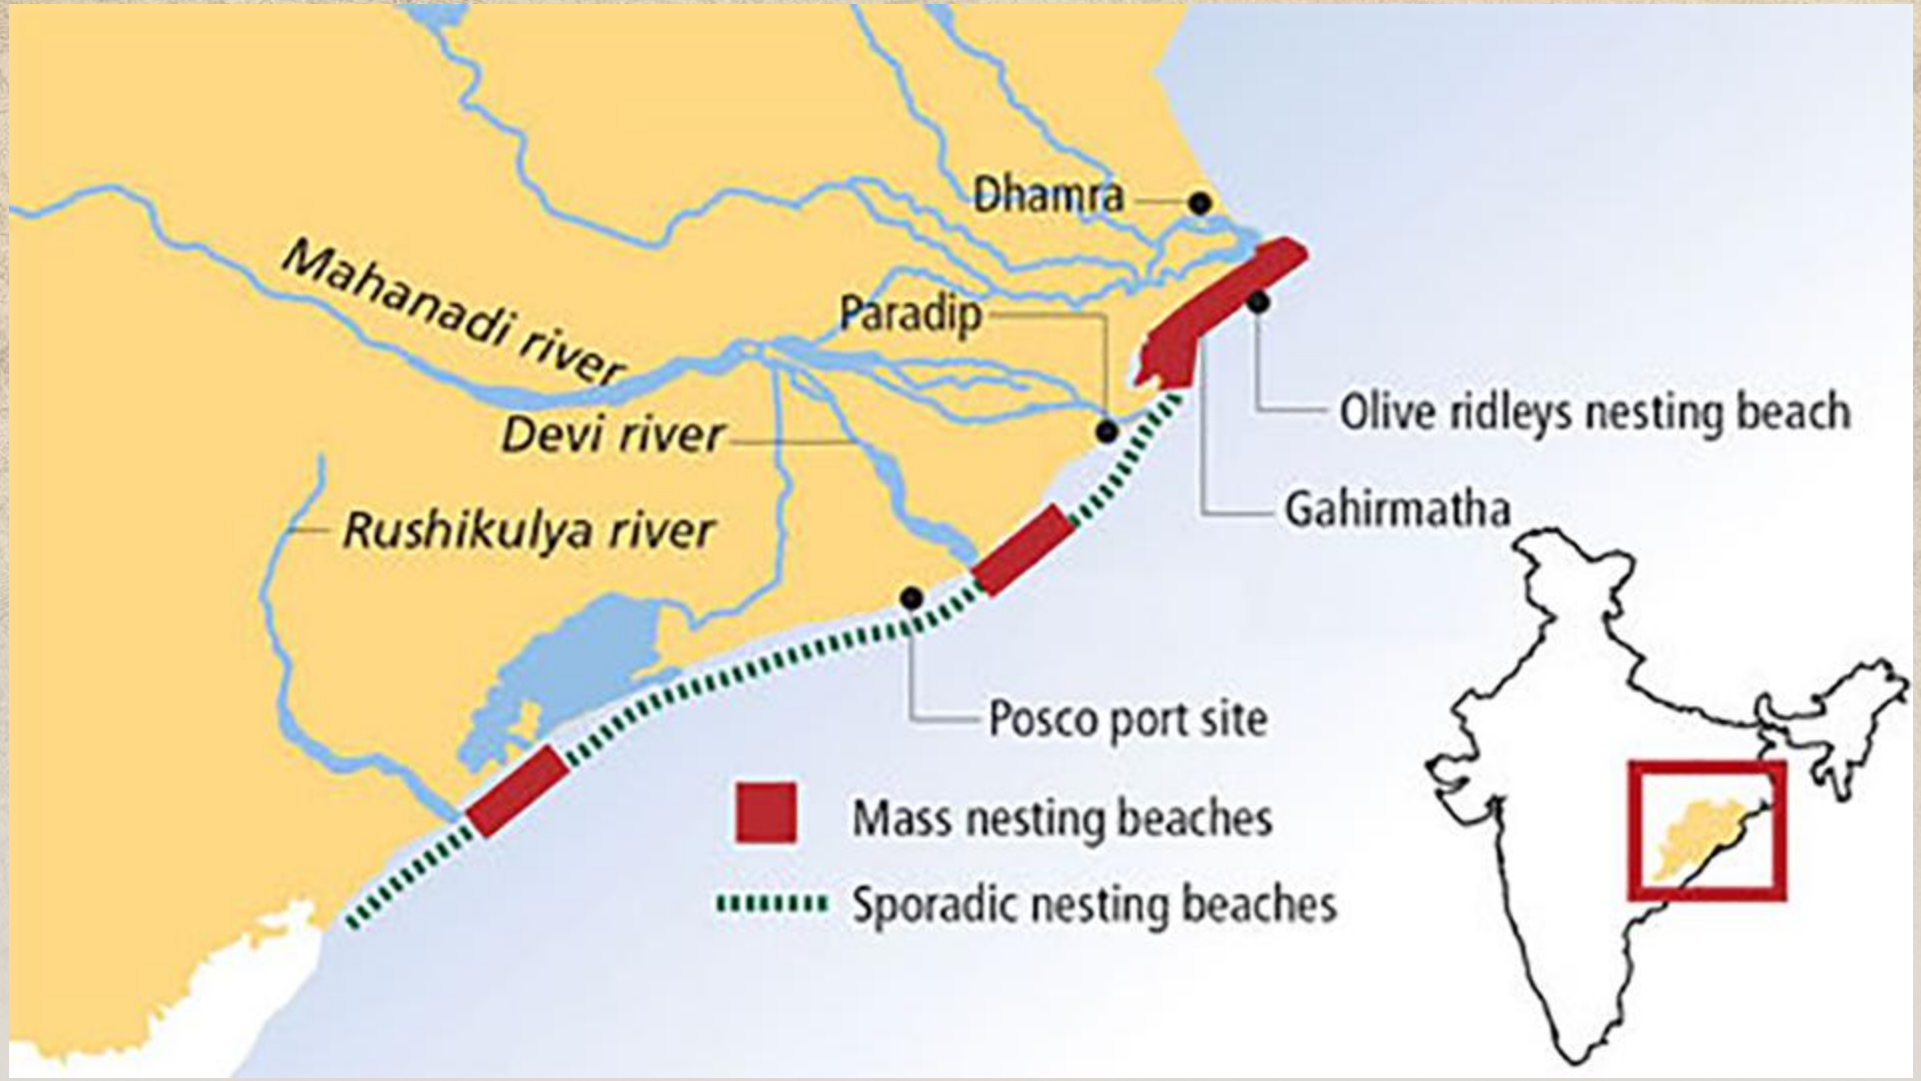 Dhamra
Mahanadi river
Paradip
Olive ridleys nesting beach
Devi river
Gahirmatha
Rushikulya river
Posco port site
Mass nesting beaches
Sporadic nesting beaches